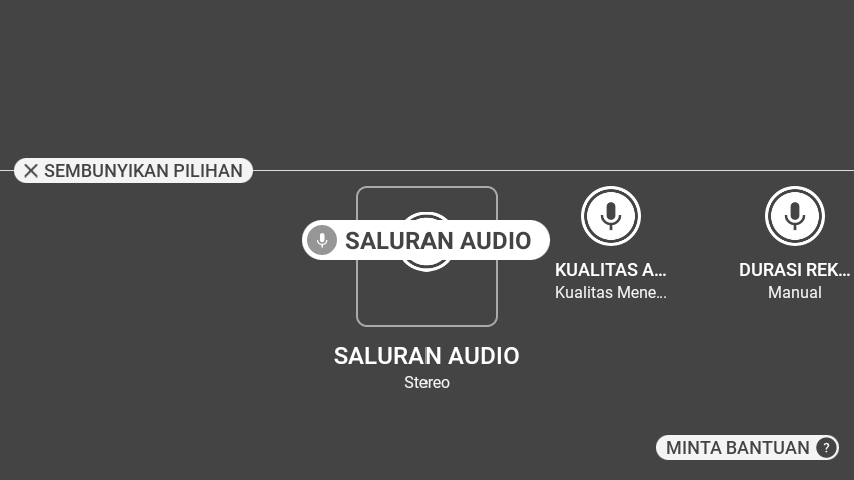 SEMBUNYIKAN PILIHAN
SALURAN AUDIO
SALURAN AUDIO
Stereo
KUALITAS A...
Kualitas Mene...
DURASI REK...
Manual
MINTA BANTUAN ?